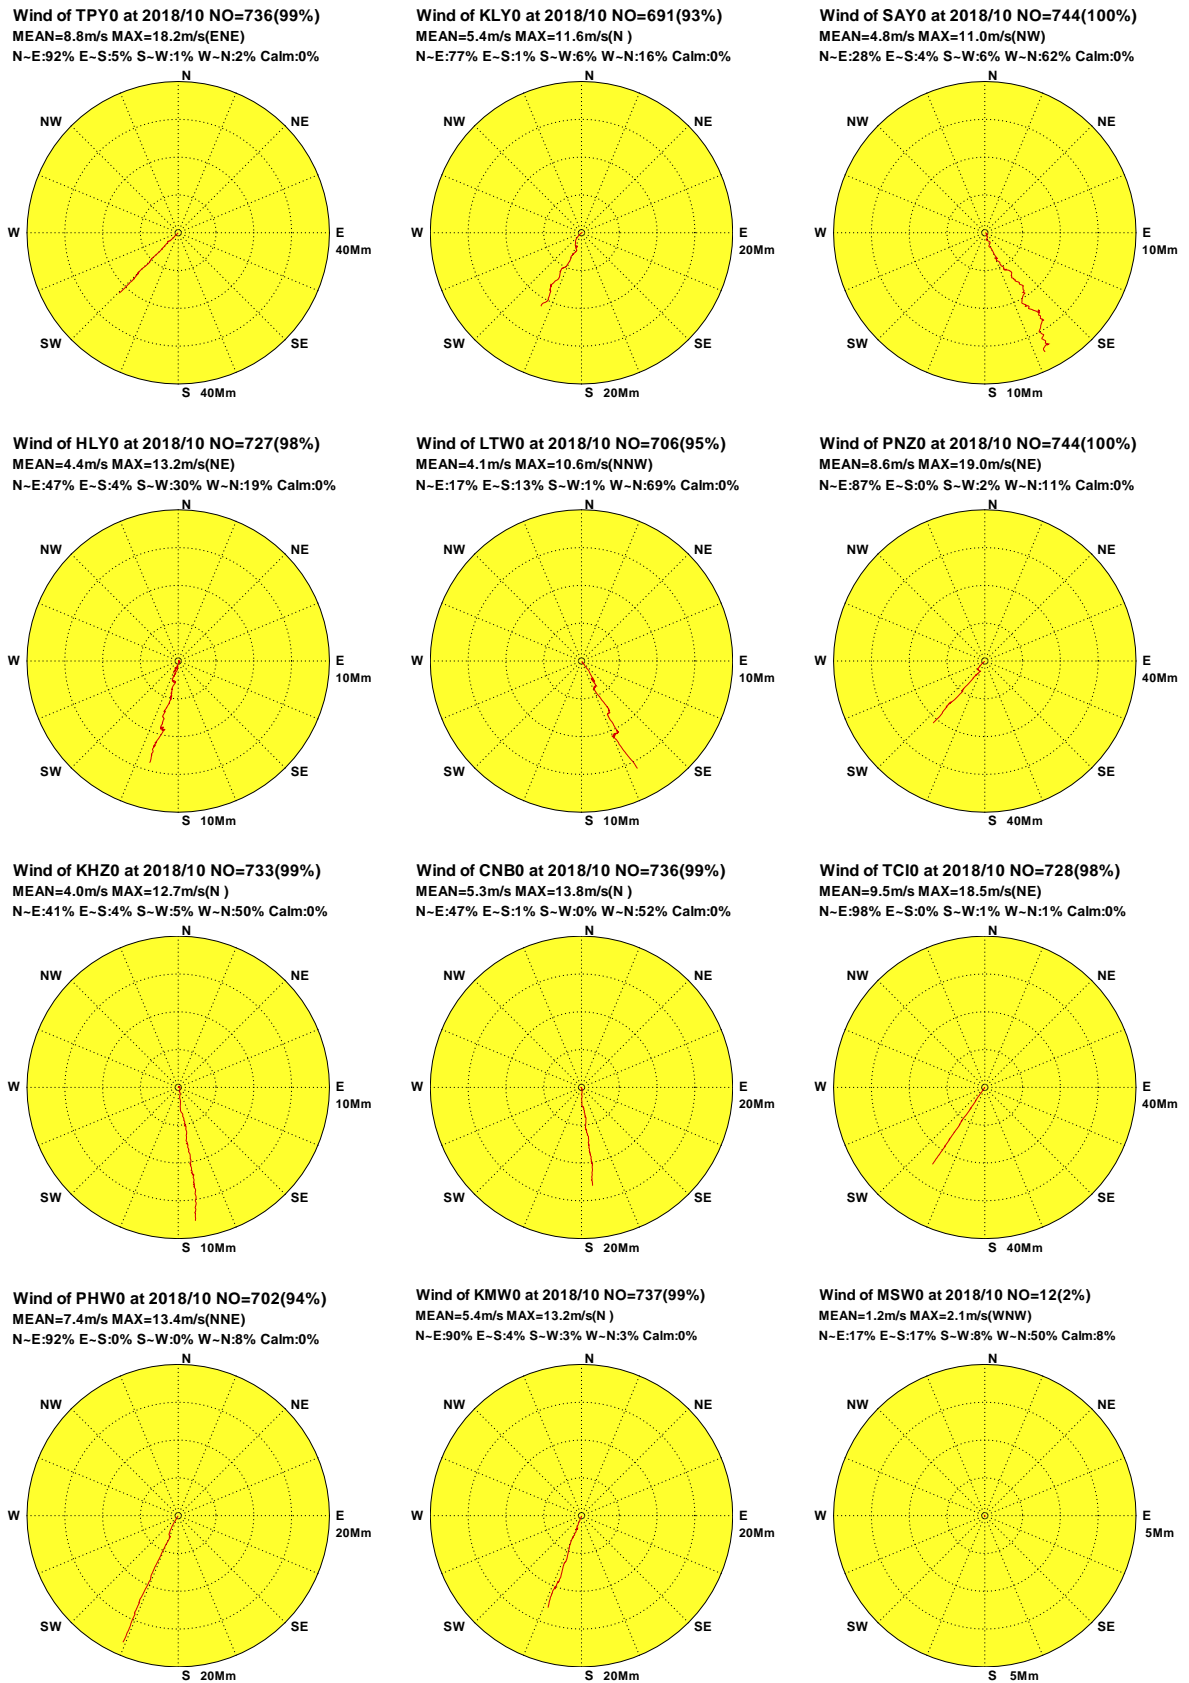 Wind of TPY0 at 2018/10 NO=736(99%)
MEAN=8.8m/s MAX=18.2m/s(ENE)
N~E:92% E~S:5% S~W:1% W~N:2% Calm:0%
N
NW
NE
W
E
40Mm
SW
SE
S 40Mm
Wind of KLY0 at 2018/10 NO=691(93%)
MEAN=5.4m/s MAX=11.6m/s(N )
N~E:77% E~S:1% S~W:6% W~N:16% Calm:0%
N
NW
NE
W
E
20Mm
SW
SE
S 20Mm
Wind of SAY0 at 2018/10 NO=744(100%)
MEAN=4.8m/s MAX=11.0m/s(NW)
N~E:28% E~S:4% S~W:6% W~N:62% Calm:0%
N
NW
NE
W
E
10Mm
SW
SE
S 10Mm
Wind of HLY0 at 2018/10 NO=727(98%)
MEAN=4.4m/s MAX=13.2m/s(NE)
N~E:47% E~S:4% S~W:30% W~N:19% Calm:0%
N
NW
NE
W
E
10Mm
SW
SE
S 10Mm
Wind of LTW0 at 2018/10 NO=706(95%)
MEAN=4.1m/s MAX=10.6m/s(NNW)
N~E:17% E~S:13% S~W:1% W~N:69% Calm:0%
N
NW
NE
W
E
10Mm
SW
SE
S 10Mm
Wind of PNZ0 at 2018/10 NO=744(100%)
MEAN=8.6m/s MAX=19.0m/s(NE)
N~E:87% E~S:0% S~W:2% W~N:11% Calm:0%
N
NW
NE
W
E
40Mm
SW
SE
S 40Mm
Wind of KHZ0 at 2018/10 NO=733(99%)
MEAN=4.0m/s MAX=12.7m/s(N )
N~E:41% E~S:4% S~W:5% W~N:50% Calm:0%
N
NW
NE
W
E
10Mm
SW
SE
S 10Mm
Wind of CNB0 at 2018/10 NO=736(99%)
MEAN=5.3m/s MAX=13.8m/s(N )
N~E:47% E~S:1% S~W:0% W~N:52% Calm:0%
N
NW
NE
W
E
20Mm
SW
SE
S 20Mm
Wind of TCI0 at 2018/10 NO=728(98%)
MEAN=9.5m/s MAX=18.5m/s(NE)
N~E:98% E~S:0% S~W:1% W~N:1% Calm:0%
N
NW
NE
W
E
40Mm
SW
SE
S 40Mm
Wind of PHW0 at 2018/10 NO=702(94%)
MEAN=7.4m/s MAX=13.4m/s(NNE)
N~E:92% E~S:0% S~W:0% W~N:8% Calm:0%
N
NW
NE
W
E
20Mm
SW
SE
S 20Mm
Wind of KMW0 at 2018/10 NO=737(99%)
MEAN=5.4m/s MAX=13.2m/s(N )
N~E:90% E~S:4% S~W:3% W~N:3% Calm:0%
N
NW
NE
W
E
20Mm
SW
SE
S 20Mm
Wind of MSW0 at 2018/10 NO=12(2%)
MEAN=1.2m/s MAX=2.1m/s(WNW)
N~E:17% E~S:17% S~W:8% W~N:50% Calm:8%
N
NW
NE
W
E
5Mm
SW
SE
S 5Mm